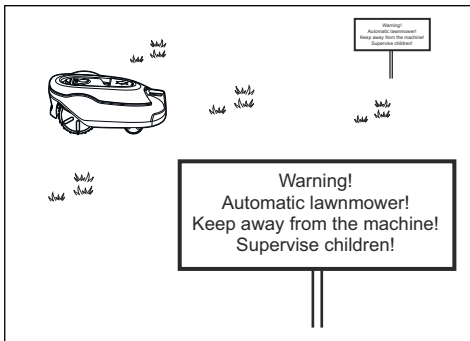 Warning!
Automatic lawnmower!
Keep away from the machine!
Supervise children!
Warning!
Automatic lawnmower!
Keep away from the machine!
Supervise children!